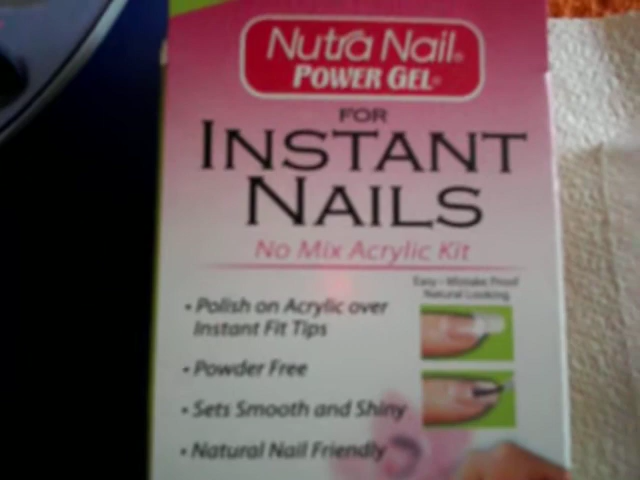 Nutra Nail®
POWER GEL®
FOR
INSTANT
NAILS
No Mix Acrylic Kit
Easy - Mistake Proof
Natural Looking
• Polish on Acrylic over
Instant Fit Tips
• Powder Free
• Sets Smooth and Shiny
• Natural Nail Friendly